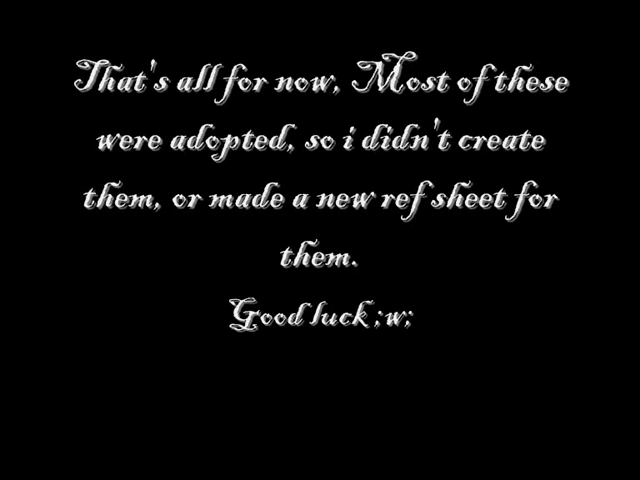 That's all for now, Most of these
were adopted, so i didn't create
them, or made a new ref sheet for
them.
Good luck ;w;